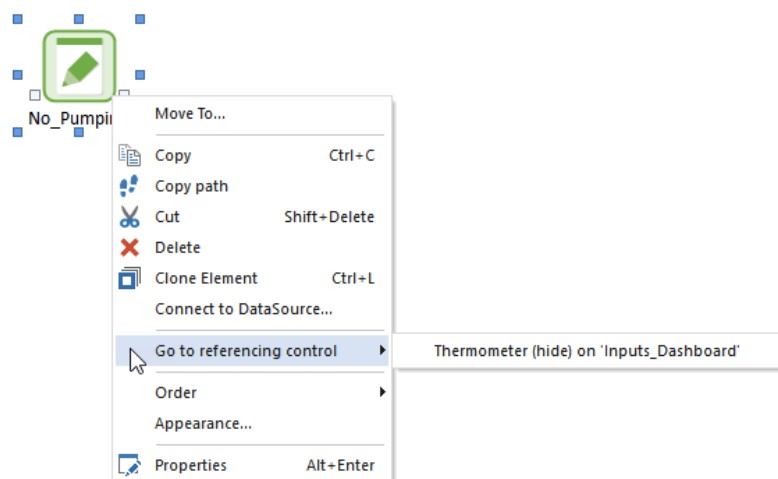 No_Pumpi
Move To...
Copy Ctrl+C
Copy path
Cut Shift+Delete
Delete
Clone Element Ctrl+L
Connect to DataSource...
Go to referencing control Thermometer (hide) on 'Inputs_Dashboard'
Order
Appearance...
Properties Alt+Enter